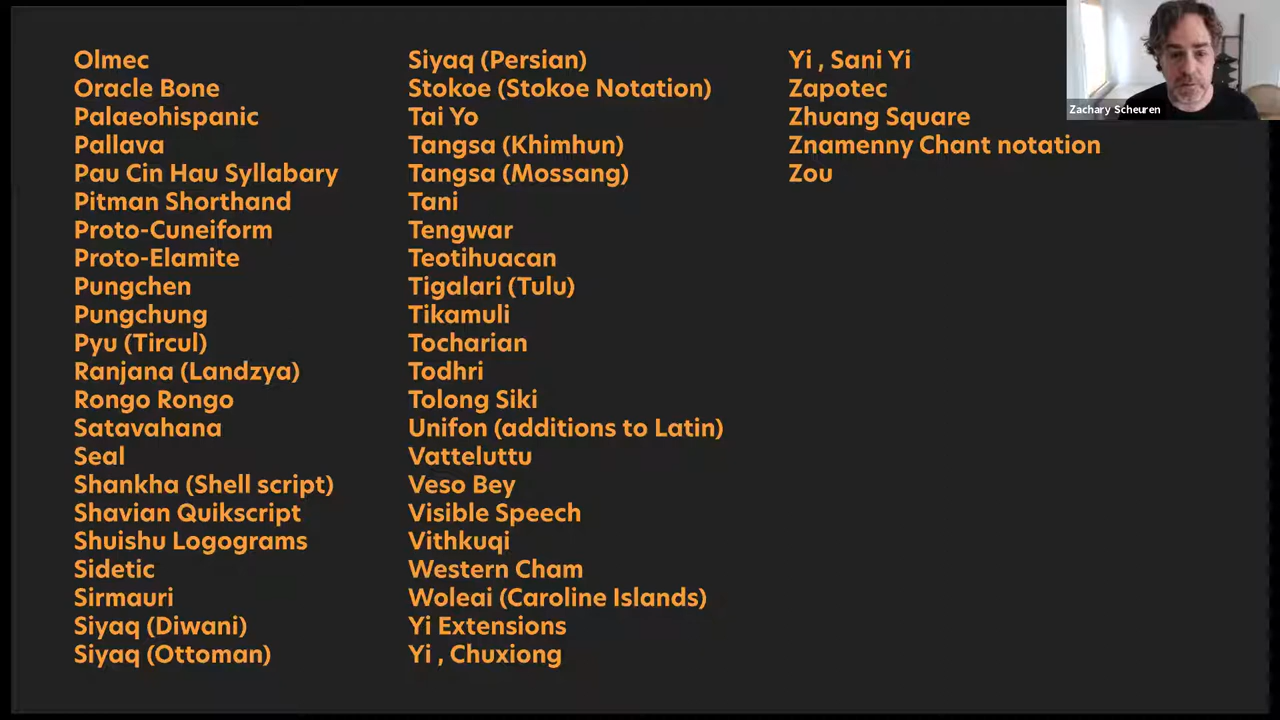 Olmec
Oracle Bone
Palaeohispanic
Pallava
Pau Cin Hau Syllabary
Pitman Shorthand
Proto-Cuneiform
Proto-Elamite
Pungchen
Pungchung
Pyu (Tircul)
Ranjana (Landzya)
Rongo Rongo
Satavahana
Seal
Shankha (Shell script)
Shavian Quikscript
Shuishu Logograms
Sidetic
Sirmauri
Siyaq (Diwani)
Siyaq (Ottoman)
Siyaq (Persian)
Stokoe (Stokoe Notation)
Tai Yo
Tangsa (Khimhun)
Tangsa (Mossang)
Tani
Tengwar
Teotihuacan
Tigalari (Tulu)
Tikamuli
Tocharian
Todhri
Tolong Siki
Unifon (additions to Latin)
Vatteluttu
Veso Bey
Visible Speech
Vithkuqi
Western Cham
Woleai (Caroline Islands)
Yi Extensions
Yi , Chuxiong
Yi , Sani Yi
Zapotec
Zhuang Square
Znamenny Chant notation
Zou
Zachary Scheuren